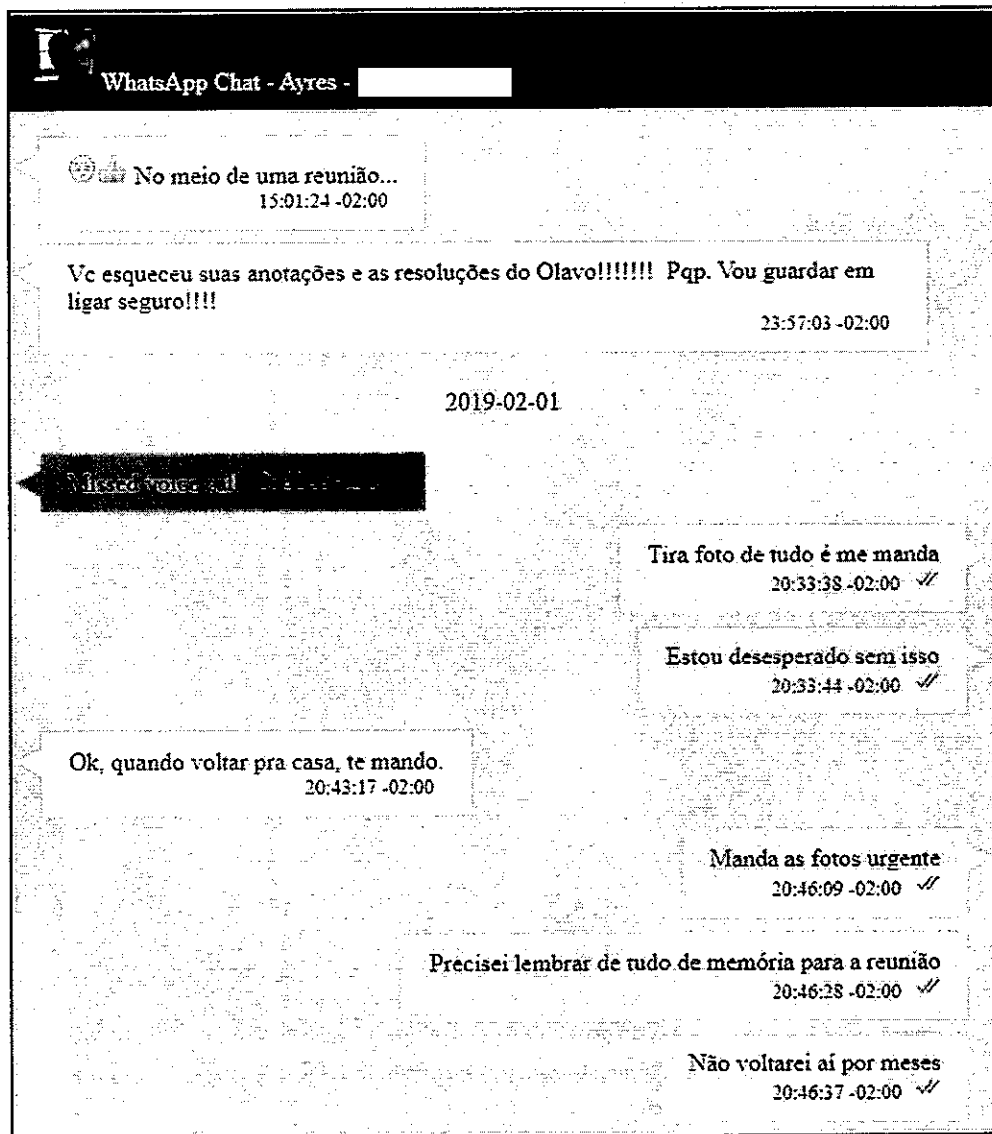 WhatsApp Chat - Ayres -
No meio de uma reunião...
15:01:24 -02:00
Vc esqueceu suas anotações e as resoluções do Olavo!!!!!!! Pqp. Vou guardar em
ligar seguro!!!!
23:57:03 -02:00
2019-02-01
Missed voice call
Tira foto de tudo é me manda
20:33:38 -02:00
Estou desesperado sem isso
20:33:44 -02:00
Ok, quando voltar pra casa, te mando.
20:43:17 -02:00
Manda as fotos urgente
20:46:09 -02:00
Precisei lembrar de tudo de memória para a reunião
20:46:28 -02:00
Não voltarei aí por meses
20:46:37 -02:00